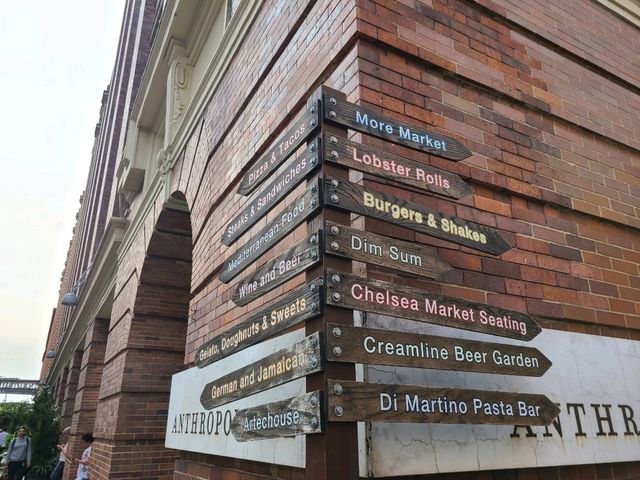 Pizza & Tacos
Steaks & Sandwiches
Mediterranean Food
Wine and Beer
Gelato, Doughnuts & Sweets
German and Jamaican
Artechouse
ANTHROPO
More Market
Lobster Rolls
Burgers & Shakes
Dim Sum
Chelsea Market Seating
Creamline Beer Garden
Di Martino Pasta Bar
ANTHR